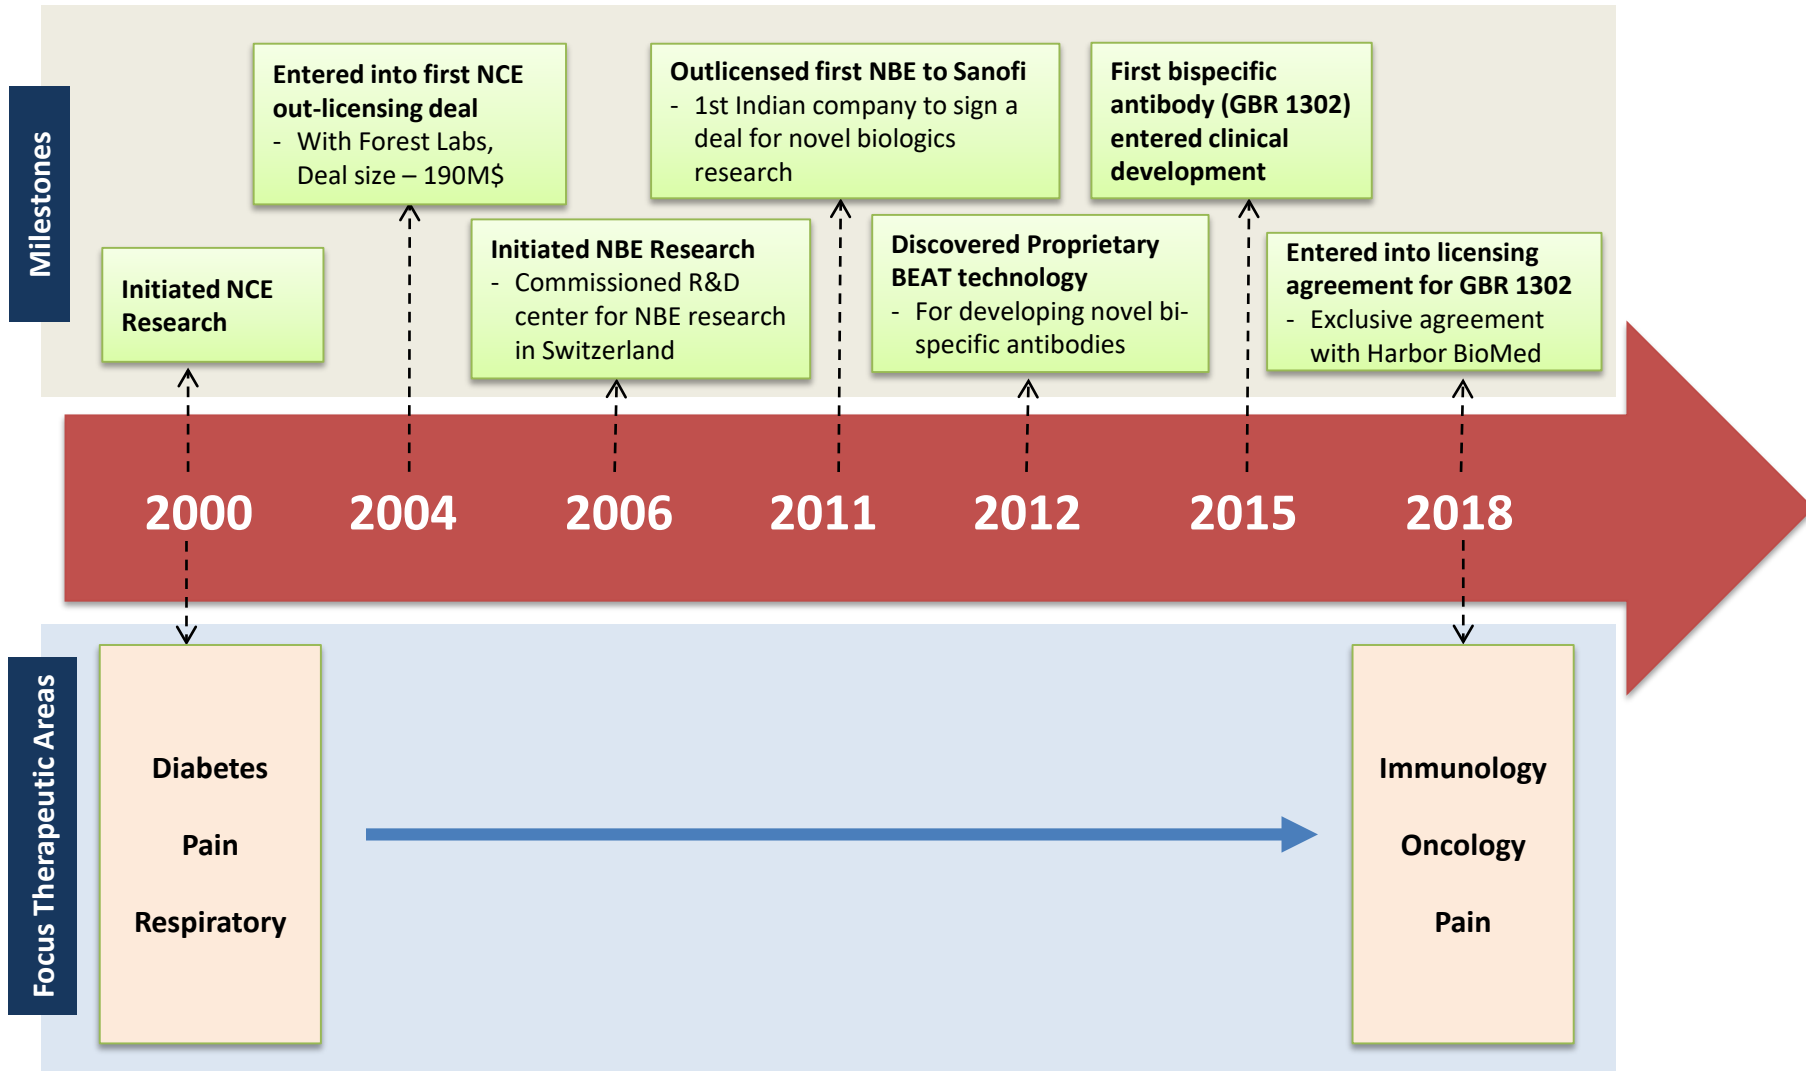 Milestones
Initiated NCE
Research
Entered into first NCE
out-licensing deal
- With Forest Labs,
Deal size – 190M$
Initiated NBE Research
- Commissioned R&D
center for NBE research
in Switzerland
Outlicensed first NBE to Sanofi
- 1st Indian company to sign a
deal for novel biologics
research
Discovered Proprietary
BEAT technology
- For developing novel bi-
specific antibodies
First bispecific
antibody (GBR 1302)
entered clinical
development
Entered into licensing
agreement for GBR 1302
- Exclusive agreement
with Harbor BioMed
2000 2004 2006 2011 2012 2015 2018
Focus Therapeutic Areas
Diabetes
Pain
Respiratory
Immunology
Oncology
Pain